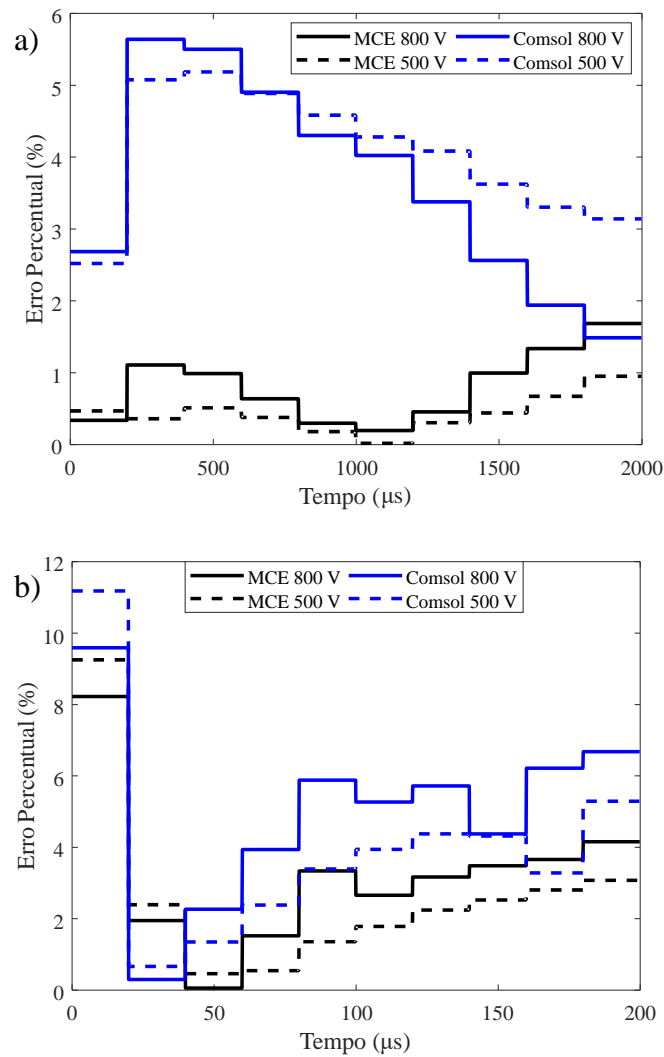 a)
MCE 800 V Comsol 800 V
MCE 500 V Comsol 500 V
Erro Percentual (%)
6
5
4
3
2
1
0
0 500 1000 1500 2000
Tempo (μs)
b)
MCE 800 V Comsol 800 V
MCE 500 V Comsol 500 V
Erro Percentual (%)
12
10
8
6
4
2
0
0 50 100 150 200
Tempo (μs)